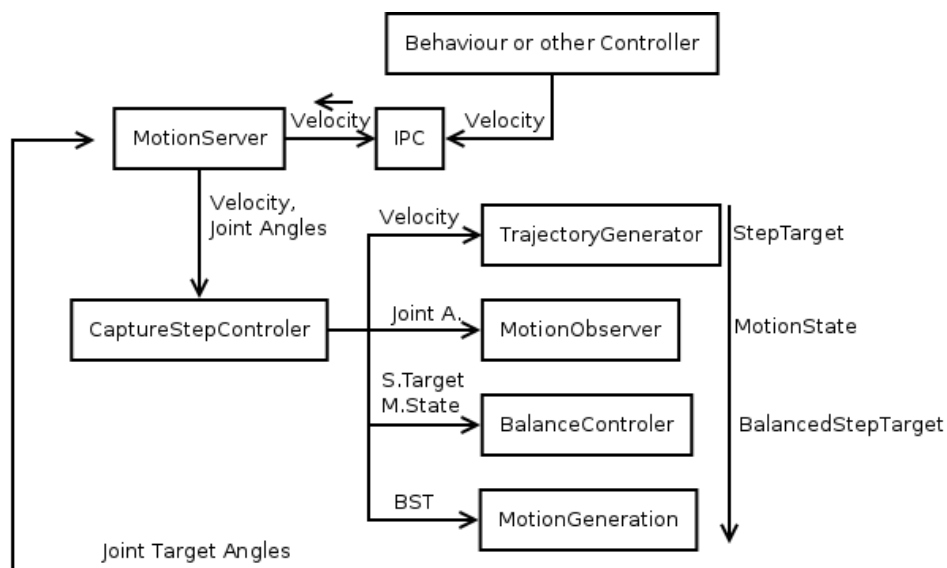 Behaviour or other Controller
Velocity
Velocity
MotionServer
IPC
Velocity,
Joint Angles
Velocity
TrajectoryGenerator
StepTarget
CaptureStepControler
Joint A.
MotionObserver
MotionState
S.Target
M.State
BalanceControler
BalancedStepTarget
BST
MotionGeneration
Joint Target Angles